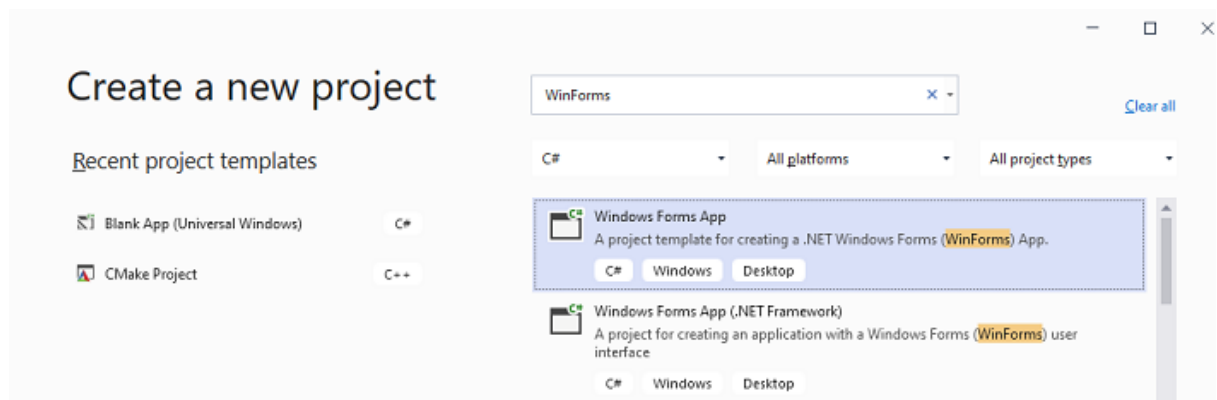 Create a new project
Recent project templates
Blank App (Universal Windows) C#
CMake Project C++
WinForms
Clear all
C# All platforms All project types
C#
Windows Forms App
A project template for creating a .NET Windows Forms (WinForms) App.
C# Windows Desktop
C#
Windows Forms App (.NET Framework)
A project for creating an application with a Windows Forms (WinForms) user
interface
C# Windows Desktop